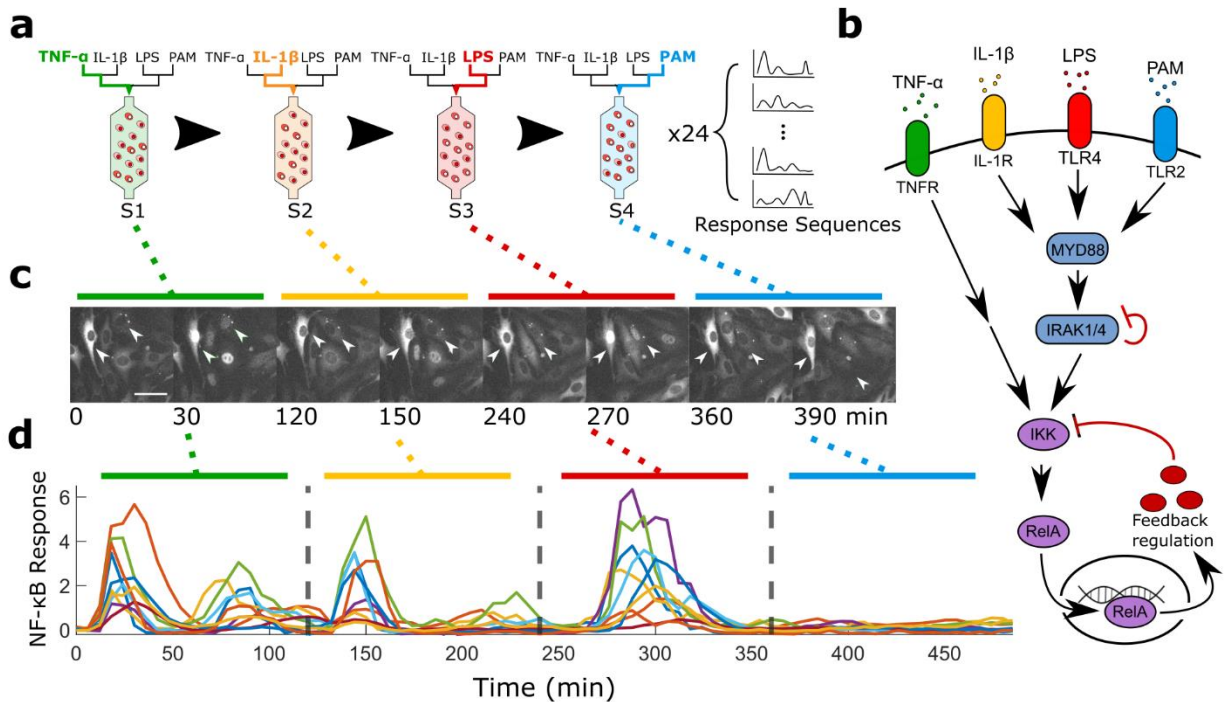 a
TNF-α IL-1β LPS PAM
TNF-α IL-1β LPS PAM
TNF-α IL-1β LPS PAM
TNF-α IL-1β LPS PAM
x24
S1
S2
S3
S4
Response Sequences
b
TNF-α
IL-1β
LPS
PAM
TNFR
IL-1R
TLR4
TLR2
MYD88
IRAK1/4
IKK
RelA
Feedback
regulation
RelA
c
0 30 120 150 240 270 360 390 min
d
NF-κB Response
6
4
2
0
0 50 100 150 200 250 300 350 400 450
Time (min)